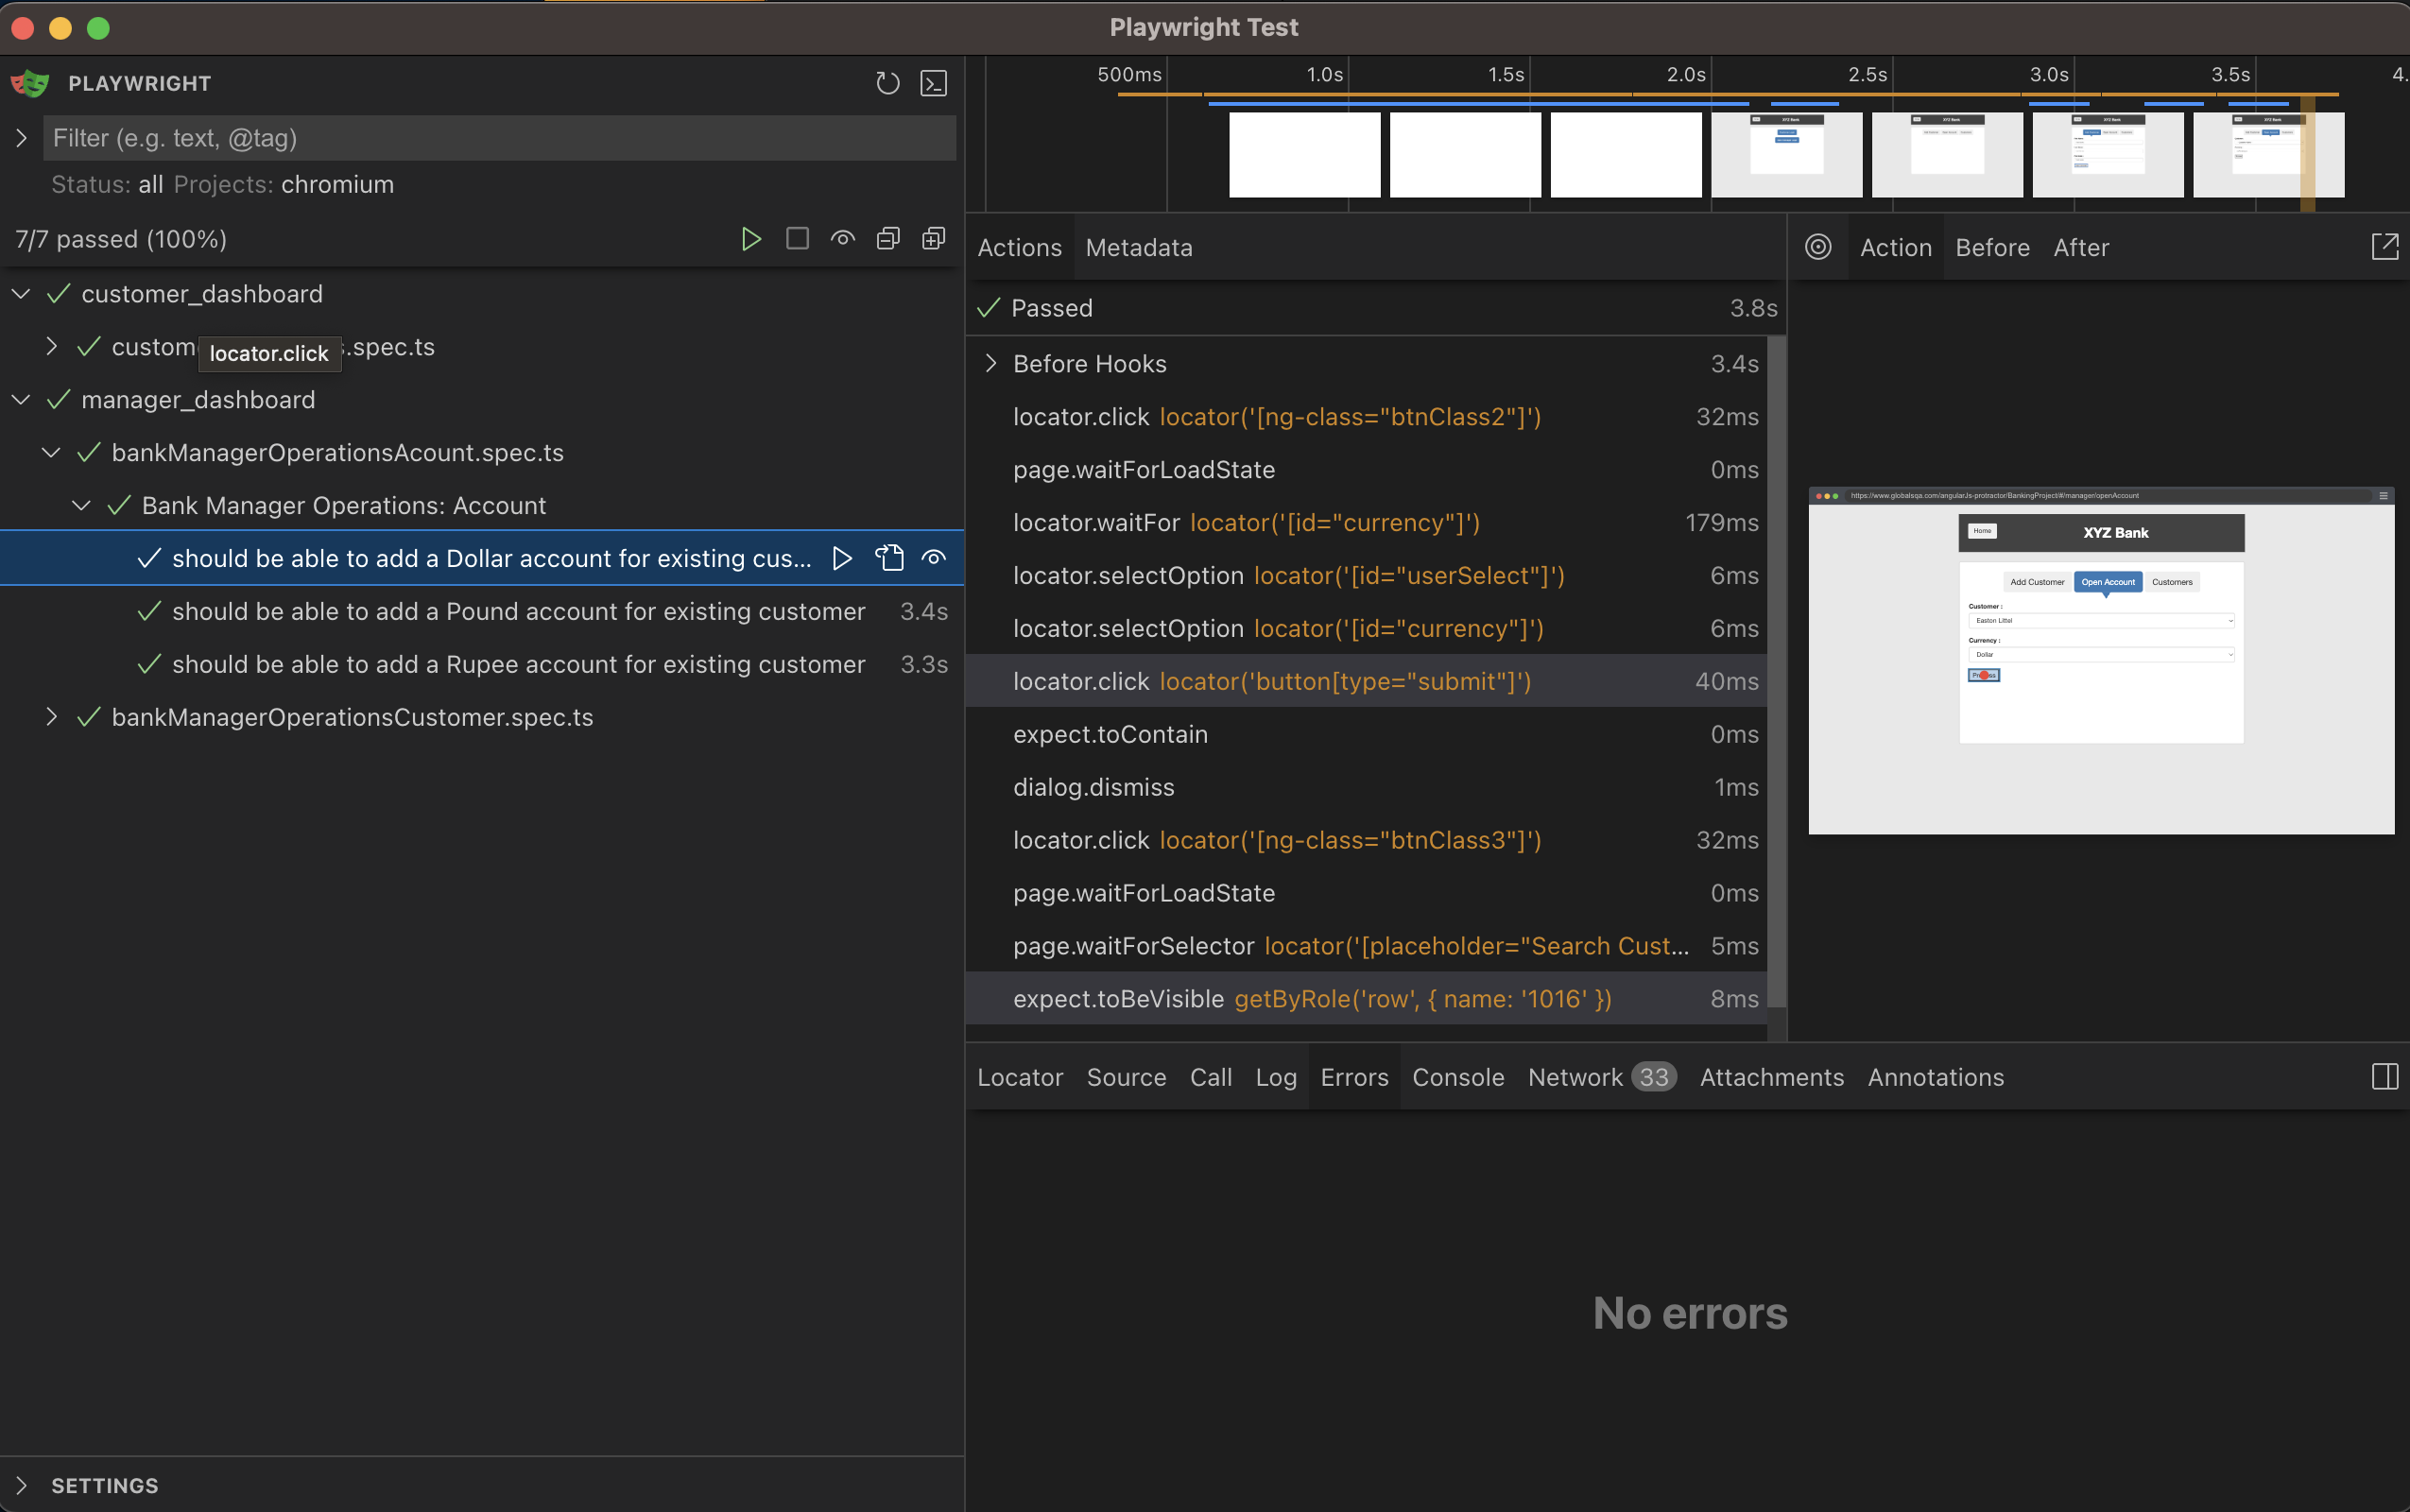 Playwright Test
PLAYWRIGHT
Filter (e.g. text, @tag)
Status: all Projects: chromium
7/7 passed (100%)
customer_dashboard
locator.click
.spec.ts
manager_dashboard
bankManagerOperationsAcount.spec.ts
Bank Manager Operations: Account
should be able to add a Dollar account for existing cus...
should be able to add a Pound account for existing customer 3.4s
should be able to add a Rupee account for existing customer 3.3s
bankManagerOperationsCustomer.spec.ts
SETTINGS
500ms 1.0s 1.5s 2.0s 2.5s 3.0s 3.5s 4.
XYZ Bank XYZ Bank XYZ Bank XYZ Bank
Actions Metadata
Passed 3.8s
Before Hooks 3.4s
locator.click locator('[ng-class="btnClass2"]') 32ms
page.waitForLoadState 0ms
locator.waitFor locator('[id="currency"]') 179ms
locator.selectOption locator('[id="userSelect"]') 6ms
locator.selectOption locator('[id="currency"]') 6ms
locator.click locator('button[type="submit"]') 40ms
expect.toContain 0ms
dialog.dismiss 1ms
locator.click locator('[ng-class="btnClass3"]') 32ms
page.waitForLoadState 0ms
page.waitForSelector locator('[placeholder="Search Cust... 5ms
expect.toBeVisible getByRole('row', { name: '1016' }) 8ms
Action Before After
https://www.globalsqa.com/angularJs-protractor/BankingProject/#/manager/openAccount
Home XYZ Bank
Add Customer Open Account Customers
Customer :
Easton Littel
Currency :
Dollar
Locator Source Call Log Errors Console Network 33 Attachments Annotations
No errors